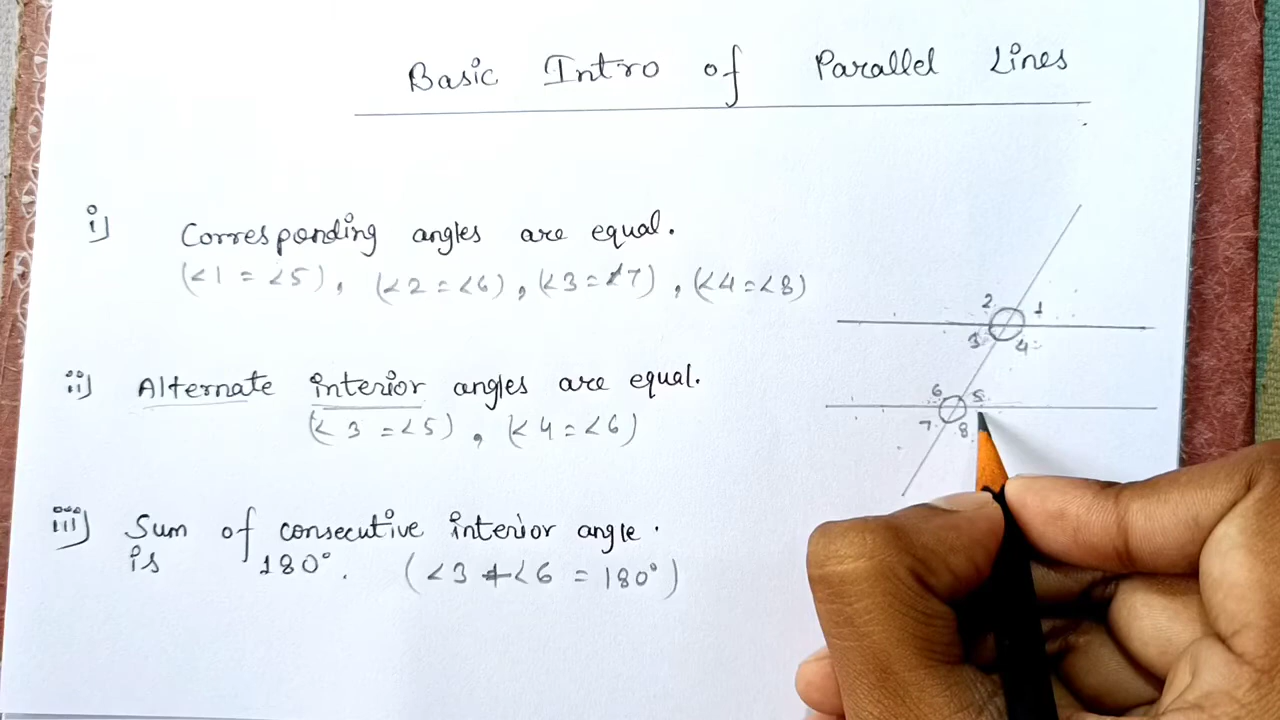 Basic Intro of Parallel Lines
i) Corresponding angles are equal.
(<1 = <5), (<2 = <6), (<3 = <7), (<4 = <8)
ii) Alternate interior angles are equal.
(<3 = <5), (<4 = <6)
iii) Sum of consecutive interior angle.
is 180°. (<3 + <6 = 180°)
2 1
3 4
6 5
7 8